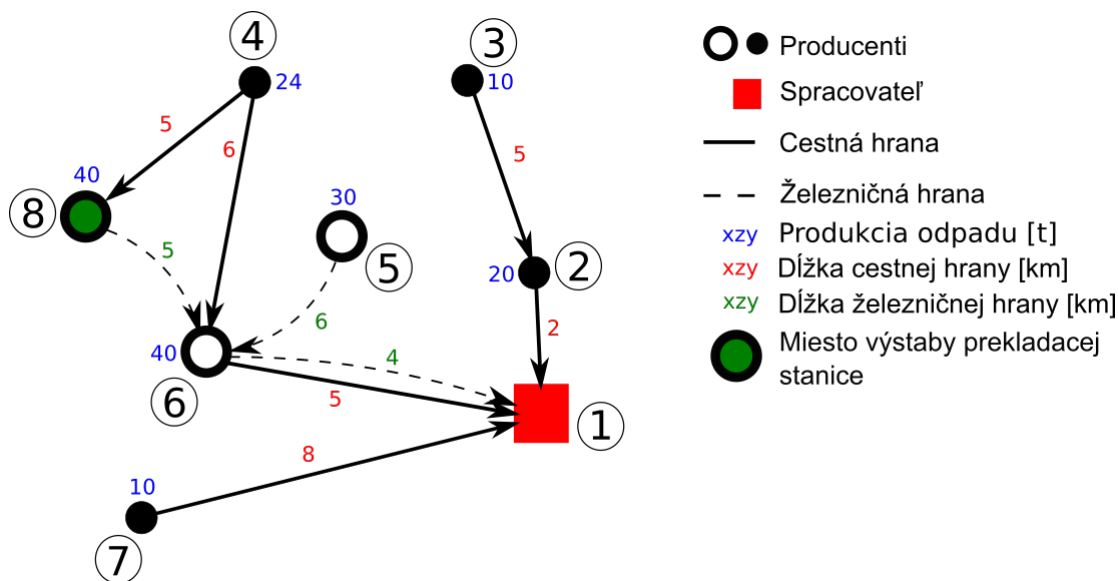 4
24
3
10
5
6
5
40
8
5
30
5
6
20
2
2
40
6
4
5
1
8
10
7
Producenti
Spracovateľ
Cestná hrana
Železničná hrana
xzy Produkcia odpadu [t]
xzy Dĺžka cestnej hrany [km]
xzy Dĺžka železničnej hrany [km]
Miesto výstaby prekladacej
stanice